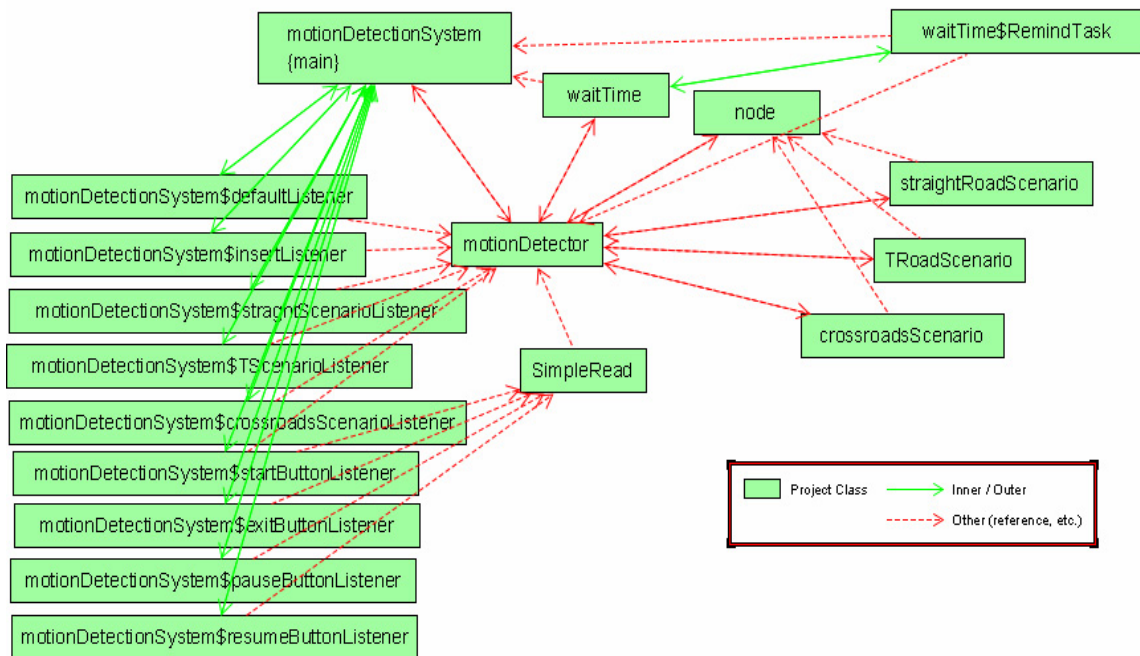 motionDetectionSystem
{main}
waitTime$RemindTask
waitTime
node
motionDetectionSystem$defaultListener
straightRoadScenario
motionDetectionSystem$insertListener
motionDetector
TRoadScenario
motionDetectionSystem$straghtScenarioListener
crossroadsScenario
motionDetectionSystem$TScenarioListener
SimpleRead
motionDetectionSystem$crossroadsScenarioListener
motionDetectionSystem$startButtonListener
motionDetectionSystem$exitButtonListener
motionDetectionSystem$pauseButtonListener
motionDetectionSystem$resumeButtonListener
Project Class
Inner / Outer
Other (reference, etc.)